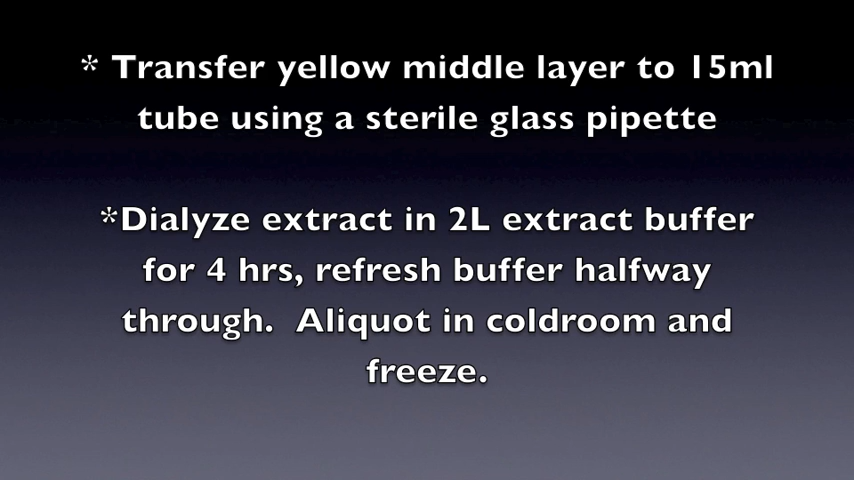 * Transfer yellow middle layer to 15ml
tube using a sterile glass pipette
*Dialyze extract in 2L extract buffer
for 4 hrs, refresh buffer halfway
through.  Aliquot in coldroom and
freeze.